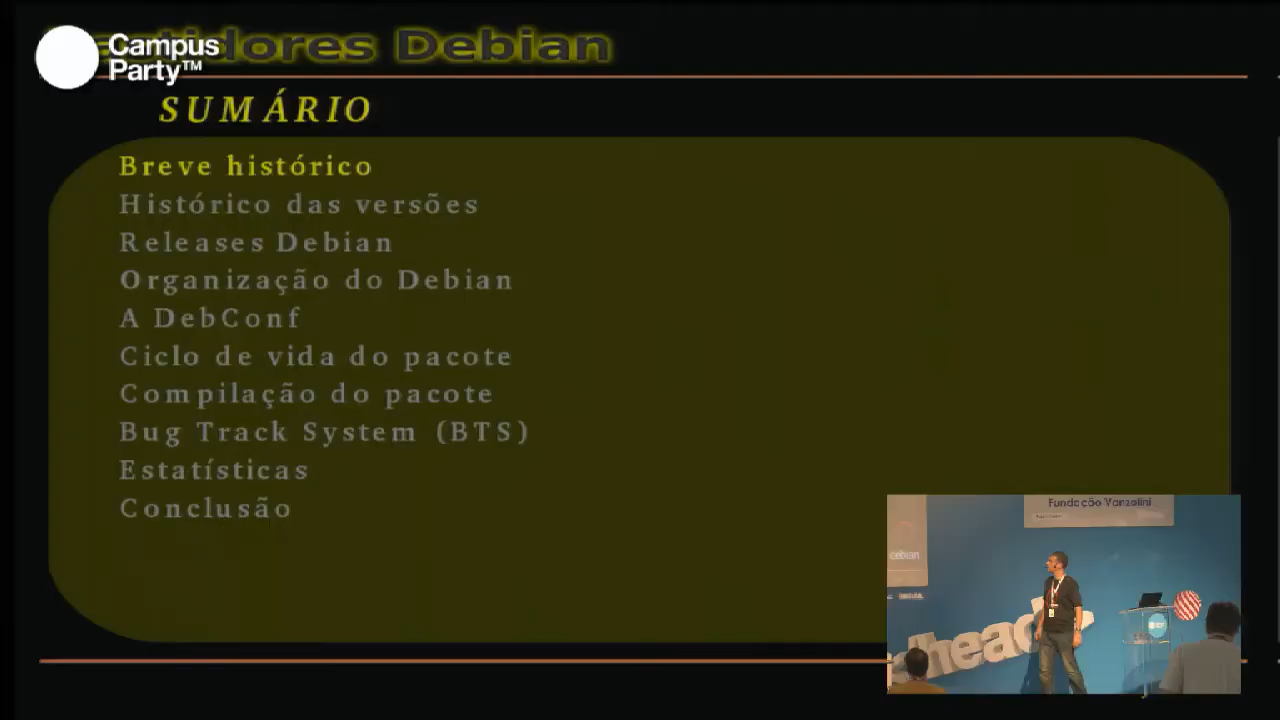 Campus
Party™
Debian
SUMÁRIO
Breve histórico
Histórico das versões
Releases Debian
Organização do Debian
A DebConf
Ciclo de vida do pacote
Compilação do pacote
Bug Track System (BTS)
Estatísticas
Conclusão
Fundação Vanzolini
debian